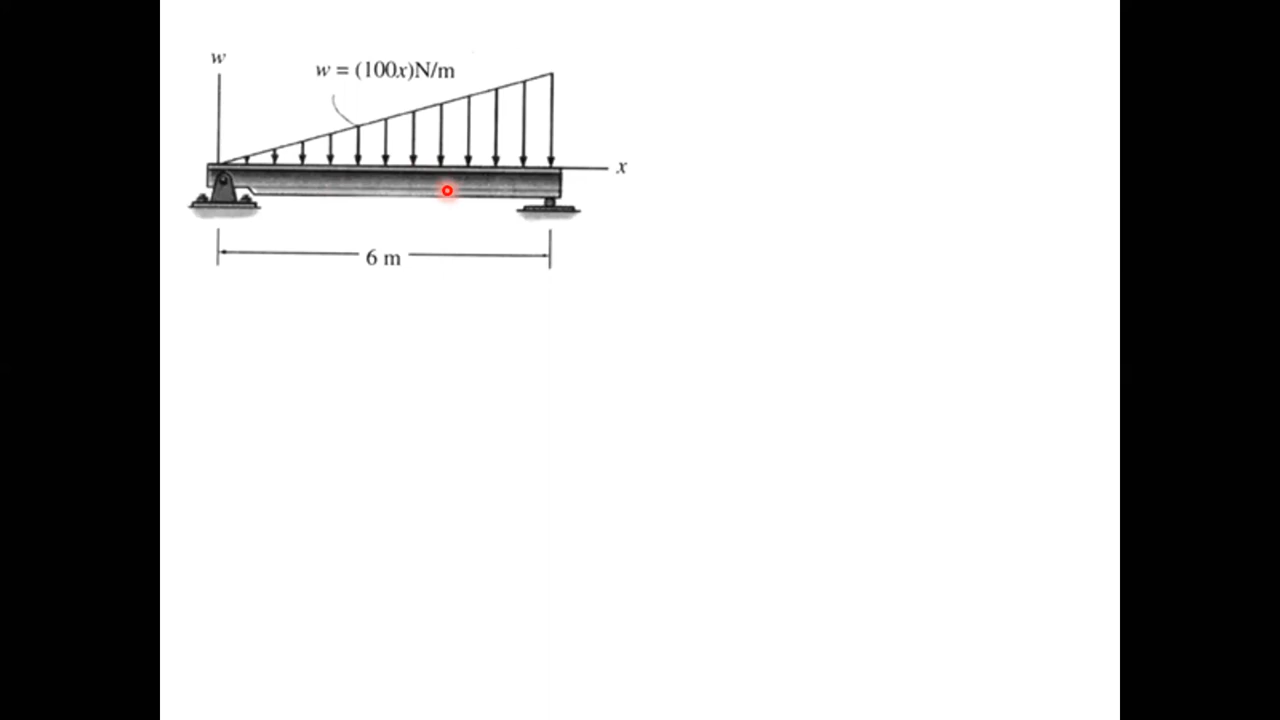 w
w = (100x)N/m
x
6 m